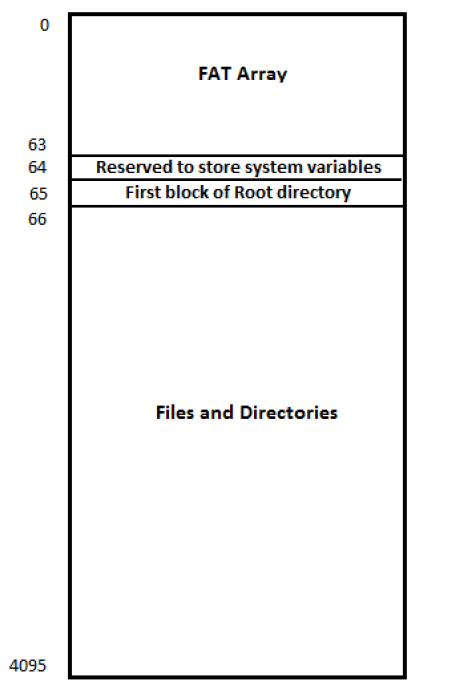 0
FAT Array
63
64 Reserved to store system variables
65 First block of Root directory
66
Files and Directories
4095